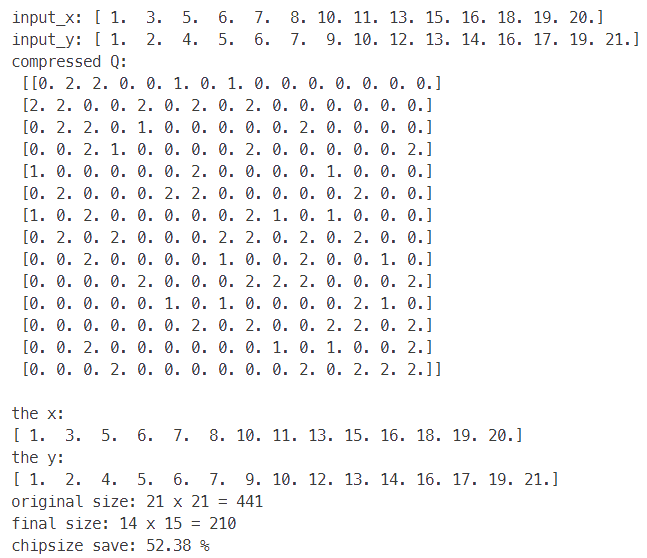 input_x: [ 1.  3.  5.  6.  7.  8. 10. 11. 13. 15. 16. 18. 19. 20.]
input_y: [ 1.  2.  4.  5.  6.  7.  9. 10. 12. 13. 14. 16. 17. 19. 21.]
compressed Q:
[[0. 2. 2. 0. 0. 1. 0. 1. 0. 0. 0. 0. 0. 0. 0.]
[2. 2. 0. 0. 2. 0. 2. 0. 2. 0. 0. 0. 0. 0. 0.]
[0. 2. 2. 0. 1. 0. 0. 0. 0. 0. 2. 0. 0. 0. 0.]
[0. 0. 2. 1. 0. 0. 0. 0. 2. 0. 0. 0. 0. 0. 2.]
[1. 0. 0. 0. 0. 0. 2. 0. 0. 0. 0. 1. 0. 0. 0.]
[0. 2. 0. 0. 0. 2. 2. 0. 0. 0. 0. 0. 2. 0. 0.]
[1. 0. 2. 0. 0. 0. 0. 0. 2. 1. 0. 1. 0. 0. 0.]
[0. 2. 0. 2. 0. 0. 0. 2. 2. 0. 2. 0. 2. 0. 0.]
[0. 0. 2. 0. 0. 0. 0. 1. 0. 0. 2. 0. 0. 1. 0.]
[0. 0. 0. 0. 2. 0. 0. 0. 2. 2. 2. 0. 0. 0. 2.]
[0. 0. 0. 0. 0. 1. 0. 1. 0. 0. 0. 0. 2. 1. 0.]
[0. 0. 0. 0. 0. 0. 2. 0. 2. 0. 0. 2. 2. 0. 2.]
[0. 0. 2. 0. 0. 0. 0. 0. 0. 1. 0. 1. 0. 0. 2.]
[0. 0. 0. 2. 0. 0. 0. 0. 0. 0. 2. 0. 2. 2. 2.]]
the x:
[ 1.  3.  5.  6.  7.  8. 10. 11. 13. 15. 16. 18. 19. 20.]
the y:
[ 1.  2.  4.  5.  6.  7.  9. 10. 12. 13. 14. 16. 17. 19. 21.]
original size: 21 x 21 = 441
final size: 14 x 15 = 210
chipsize save: 52.38 %